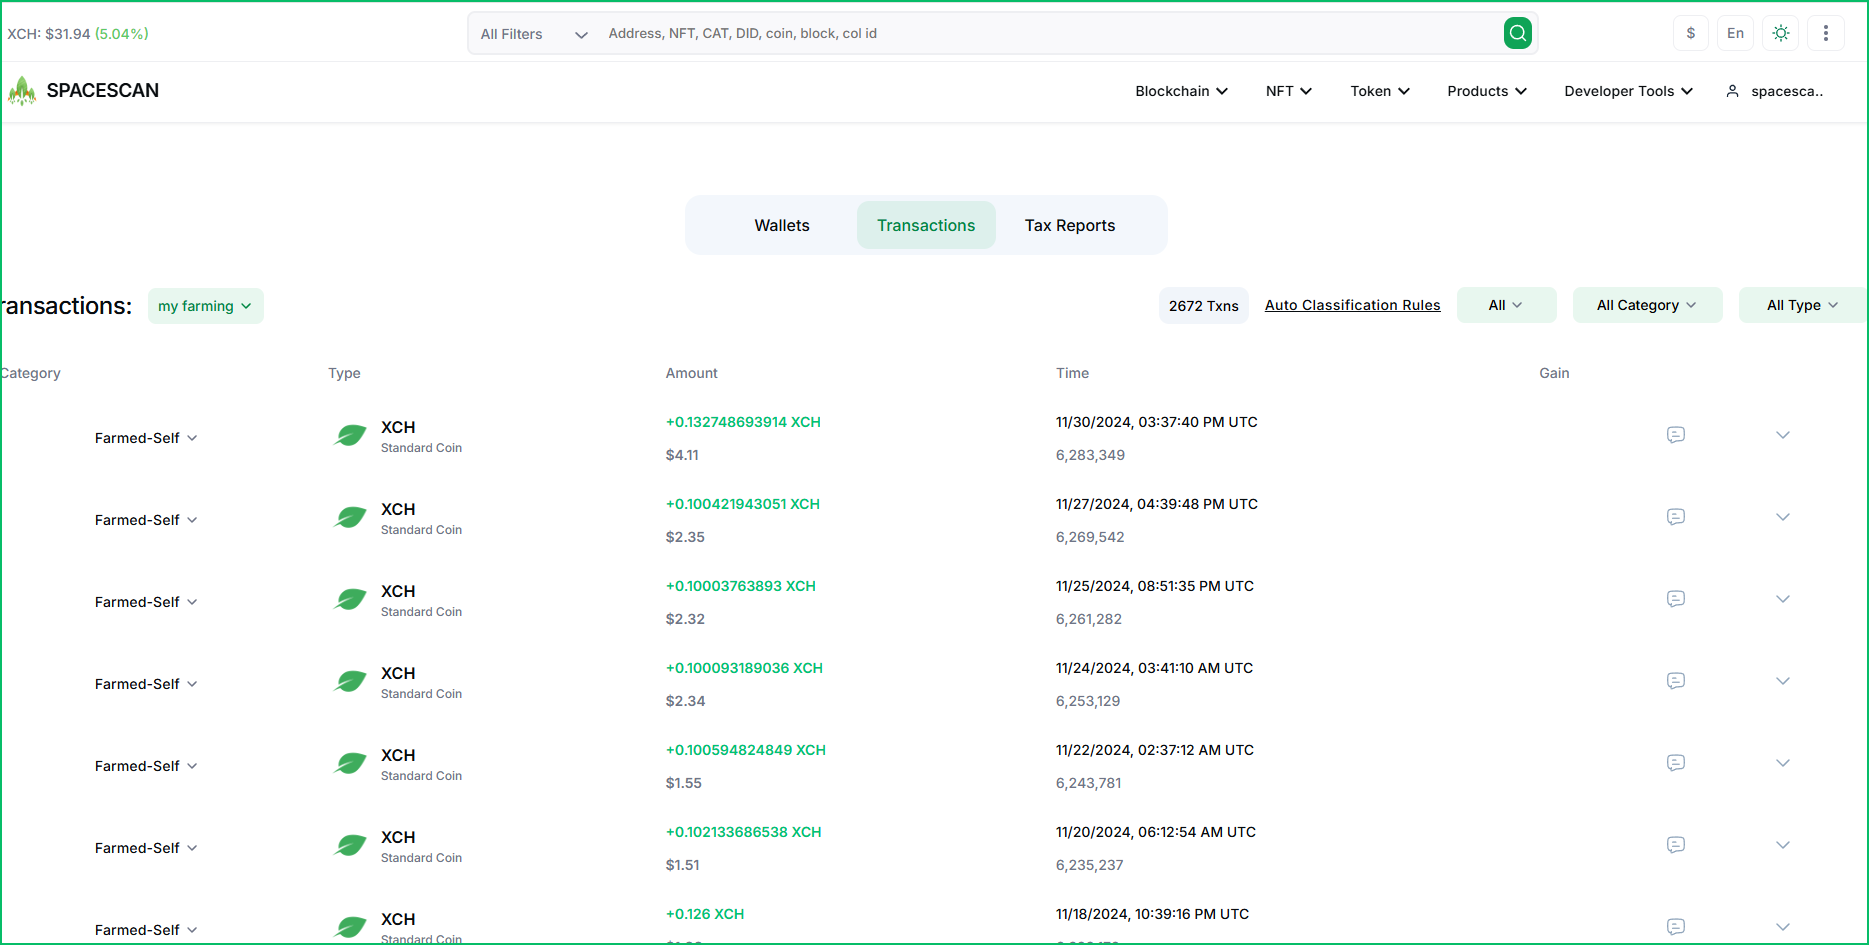 XCH: $31.94 (5.04%)
All Filters
Address, NFT, CAT, DID, coin, block, col id
$
En
SPACESCAN
Blockchain
NFT
Token
Products
Developer Tools
spacesca..
Wallets
Transactions
Tax Reports
ransactions:
my farming
2672 Txns
Auto Classification Rules
All
All Category
All Type
Category
Type
Amount
Time
Gain
Farmed-Self
XCH
Standard Coin
+0.132748693914 XCH
$4.11
11/30/2024, 03:37:40 PM UTC
6,283,349
Farmed-Self
XCH
Standard Coin
+0.100421943051 XCH
$2.35
11/27/2024, 04:39:48 PM UTC
6,269,542
Farmed-Self
XCH
Standard Coin
+0.10003763893 XCH
$2.32
11/25/2024, 08:51:35 PM UTC
6,261,282
Farmed-Self
XCH
Standard Coin
+0.100093189036 XCH
$2.34
11/24/2024, 03:41:10 AM UTC
6,253,129
Farmed-Self
XCH
Standard Coin
+0.100594824849 XCH
$1.55
11/22/2024, 02:37:12 AM UTC
6,243,781
Farmed-Self
XCH
Standard Coin
+0.102133686538 XCH
$1.51
11/20/2024, 06:12:54 AM UTC
6,235,237
Farmed-Self
XCH
Standard Coin
+0.126 XCH
11/18/2024, 10:39:16 PM UTC